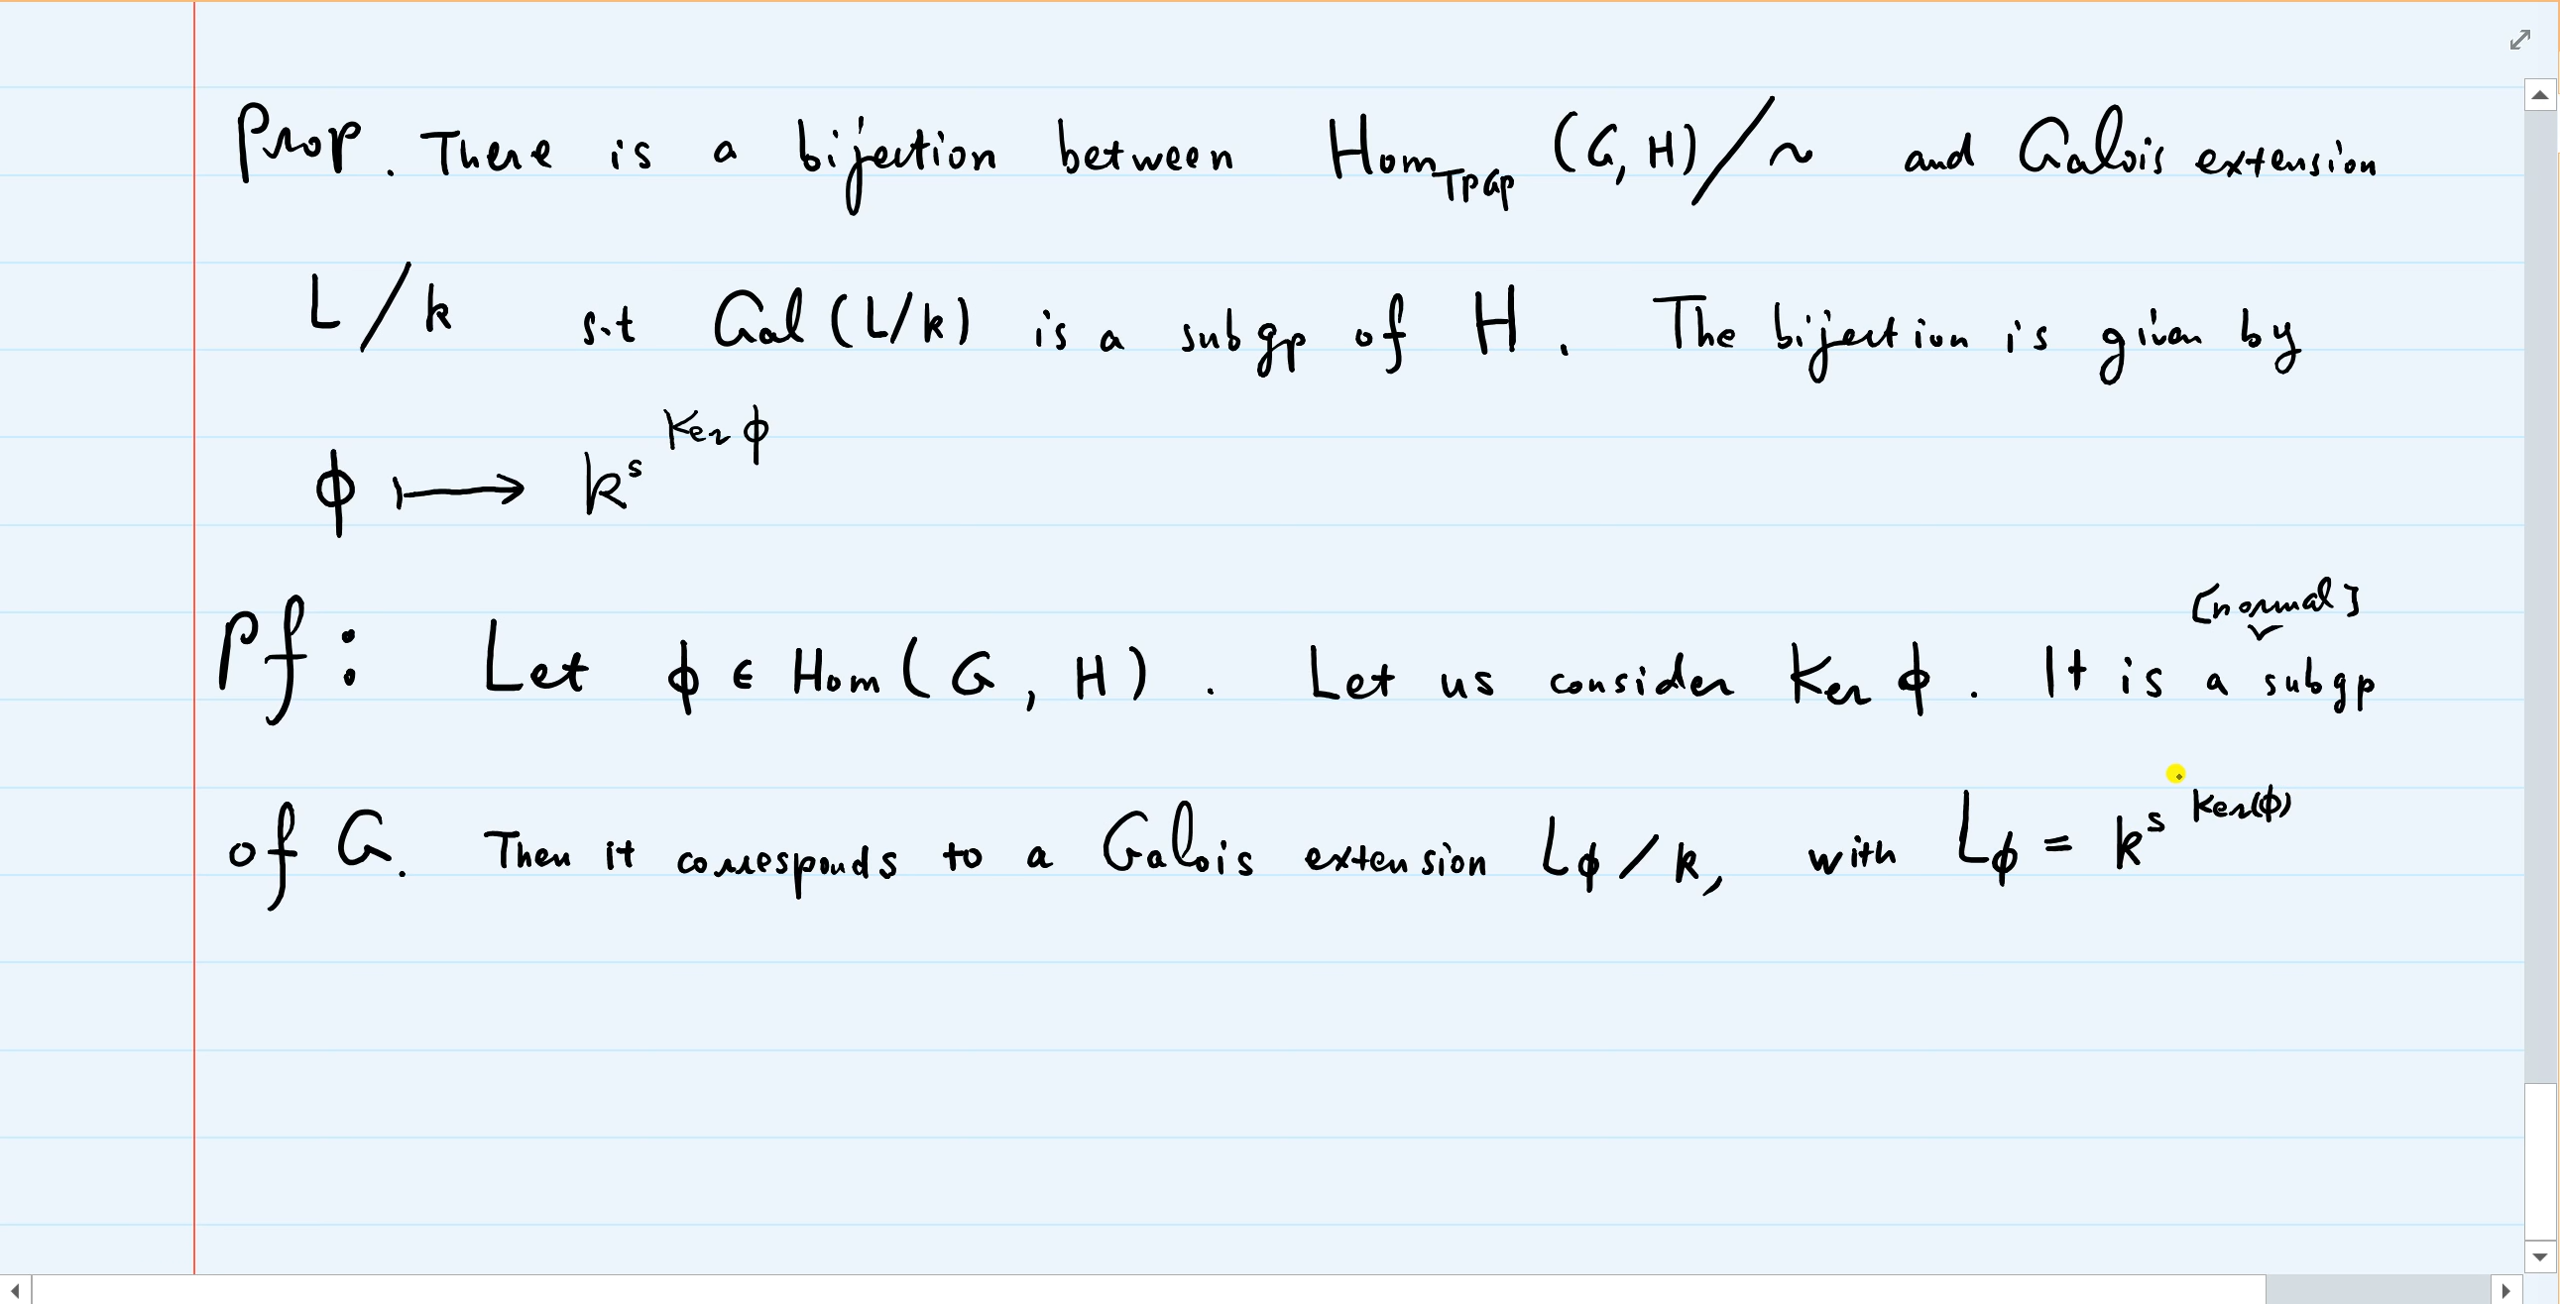 Prop. There is a bijection between Hom_TPGp (G, H)/~ and Galois extension
L/k s.t Gal (L/k) is a subgp of H. The bijection is given by
ϕ ⟼ k^s^Ker ϕ
Pf: Let ϕ ∈ Hom (G, H). Let us consider Ker ϕ. It is a [normal] subgp
of G. Then it corresponds to a Galois extension L_ϕ/k, with L_ϕ = k^s^Ker(ϕ)